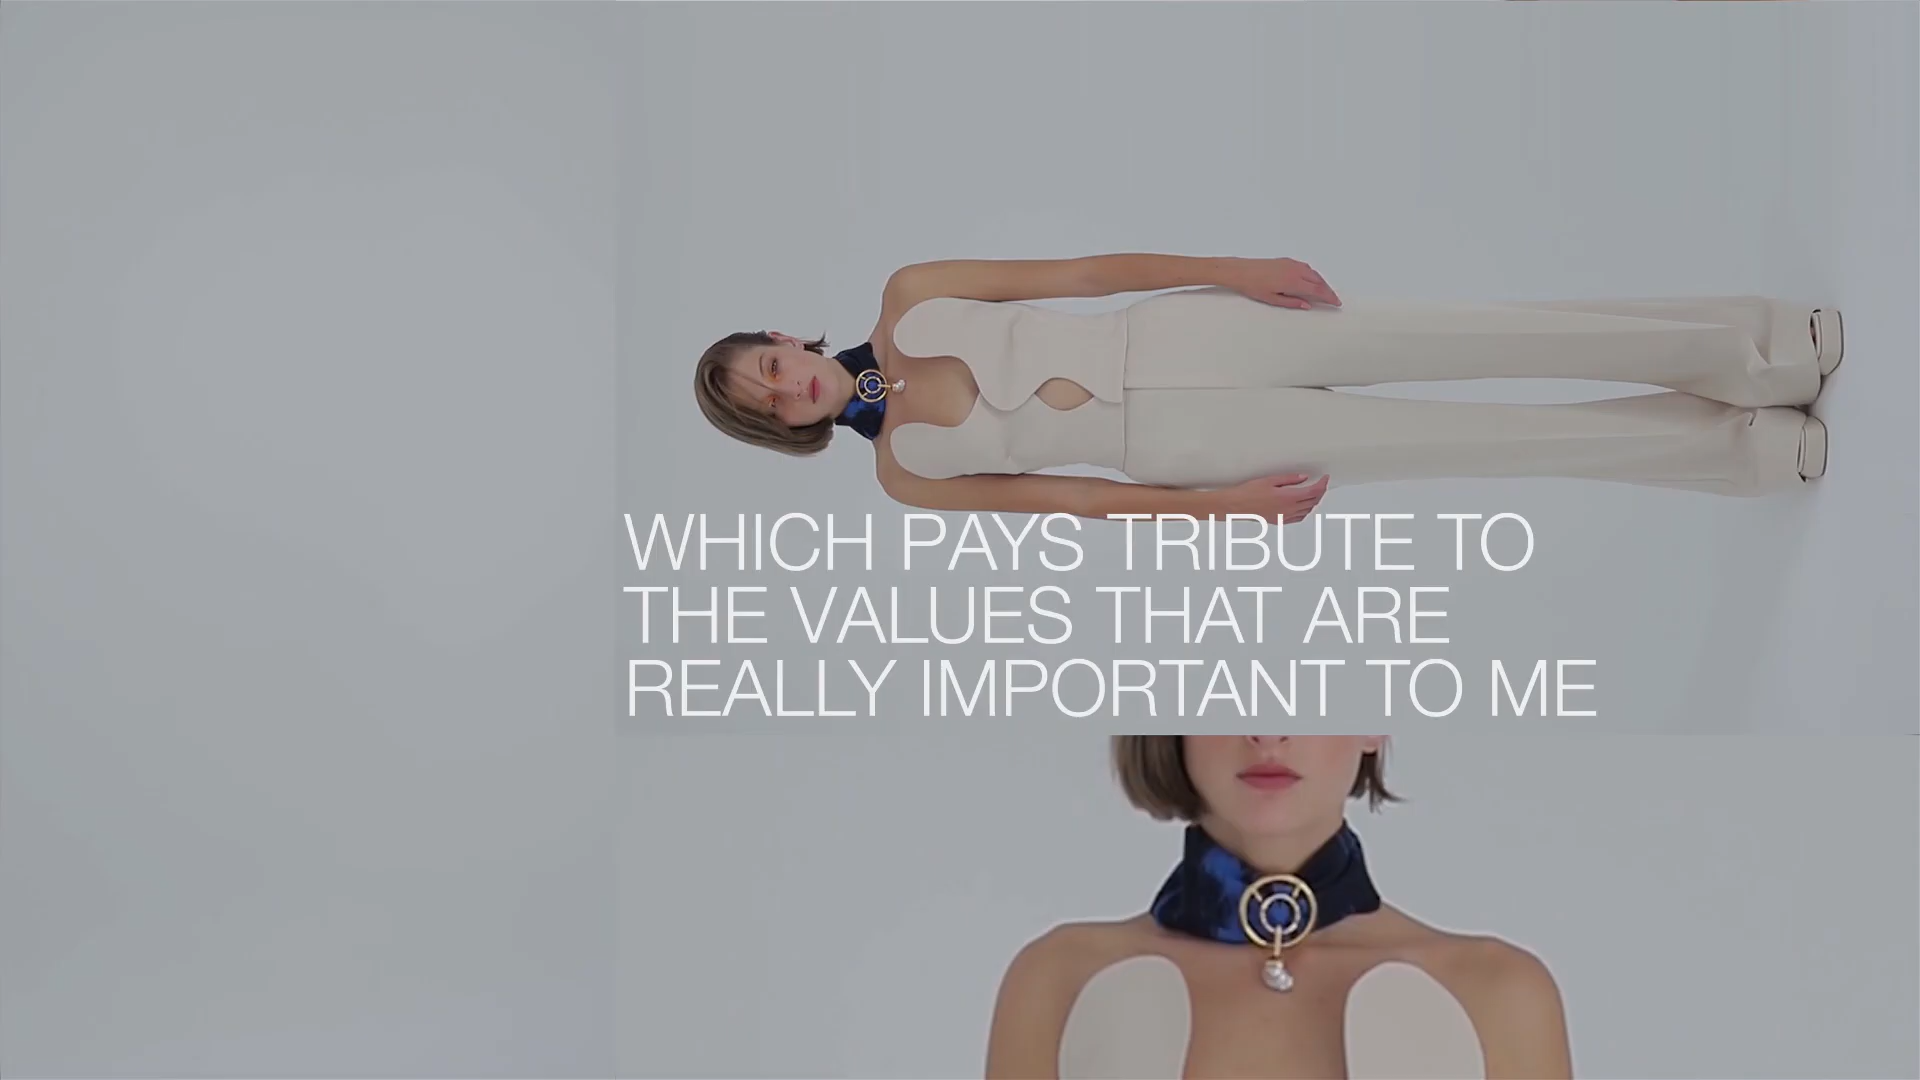 WHICH PAYS TRIBUTE TO
THE VALUES THAT ARE
REALLY IMPORTANT TO ME